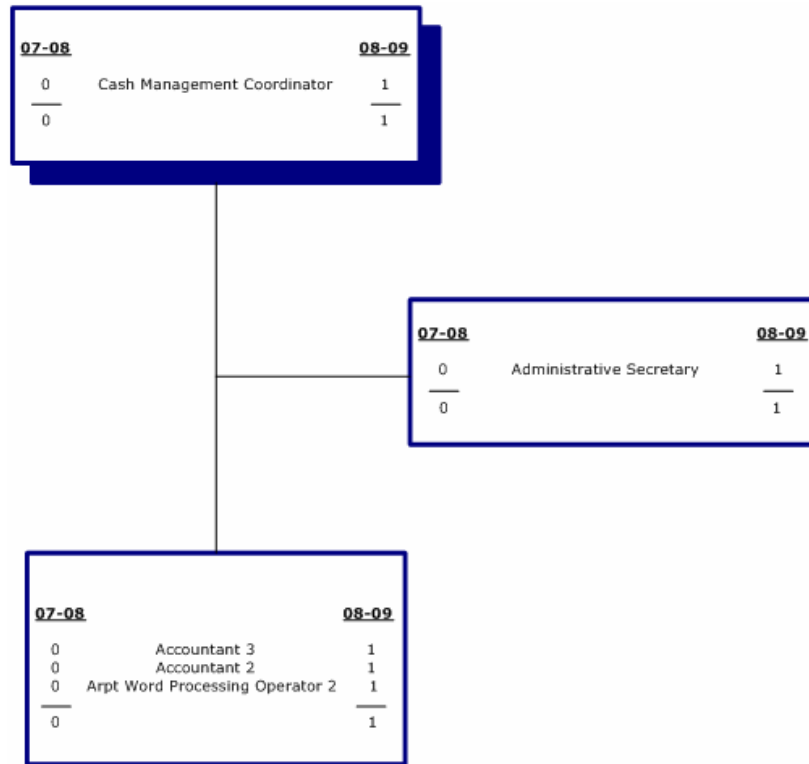 07-08 08-09
0 Cash Management Coordinator 1
0 1
07-08 08-09
0 Administrative Secretary 1
0 1
07-08 08-09
0 Accountant 3 1
0 Accountant 2 1
0 Arpt Word Processing Operator 2 1
0 1